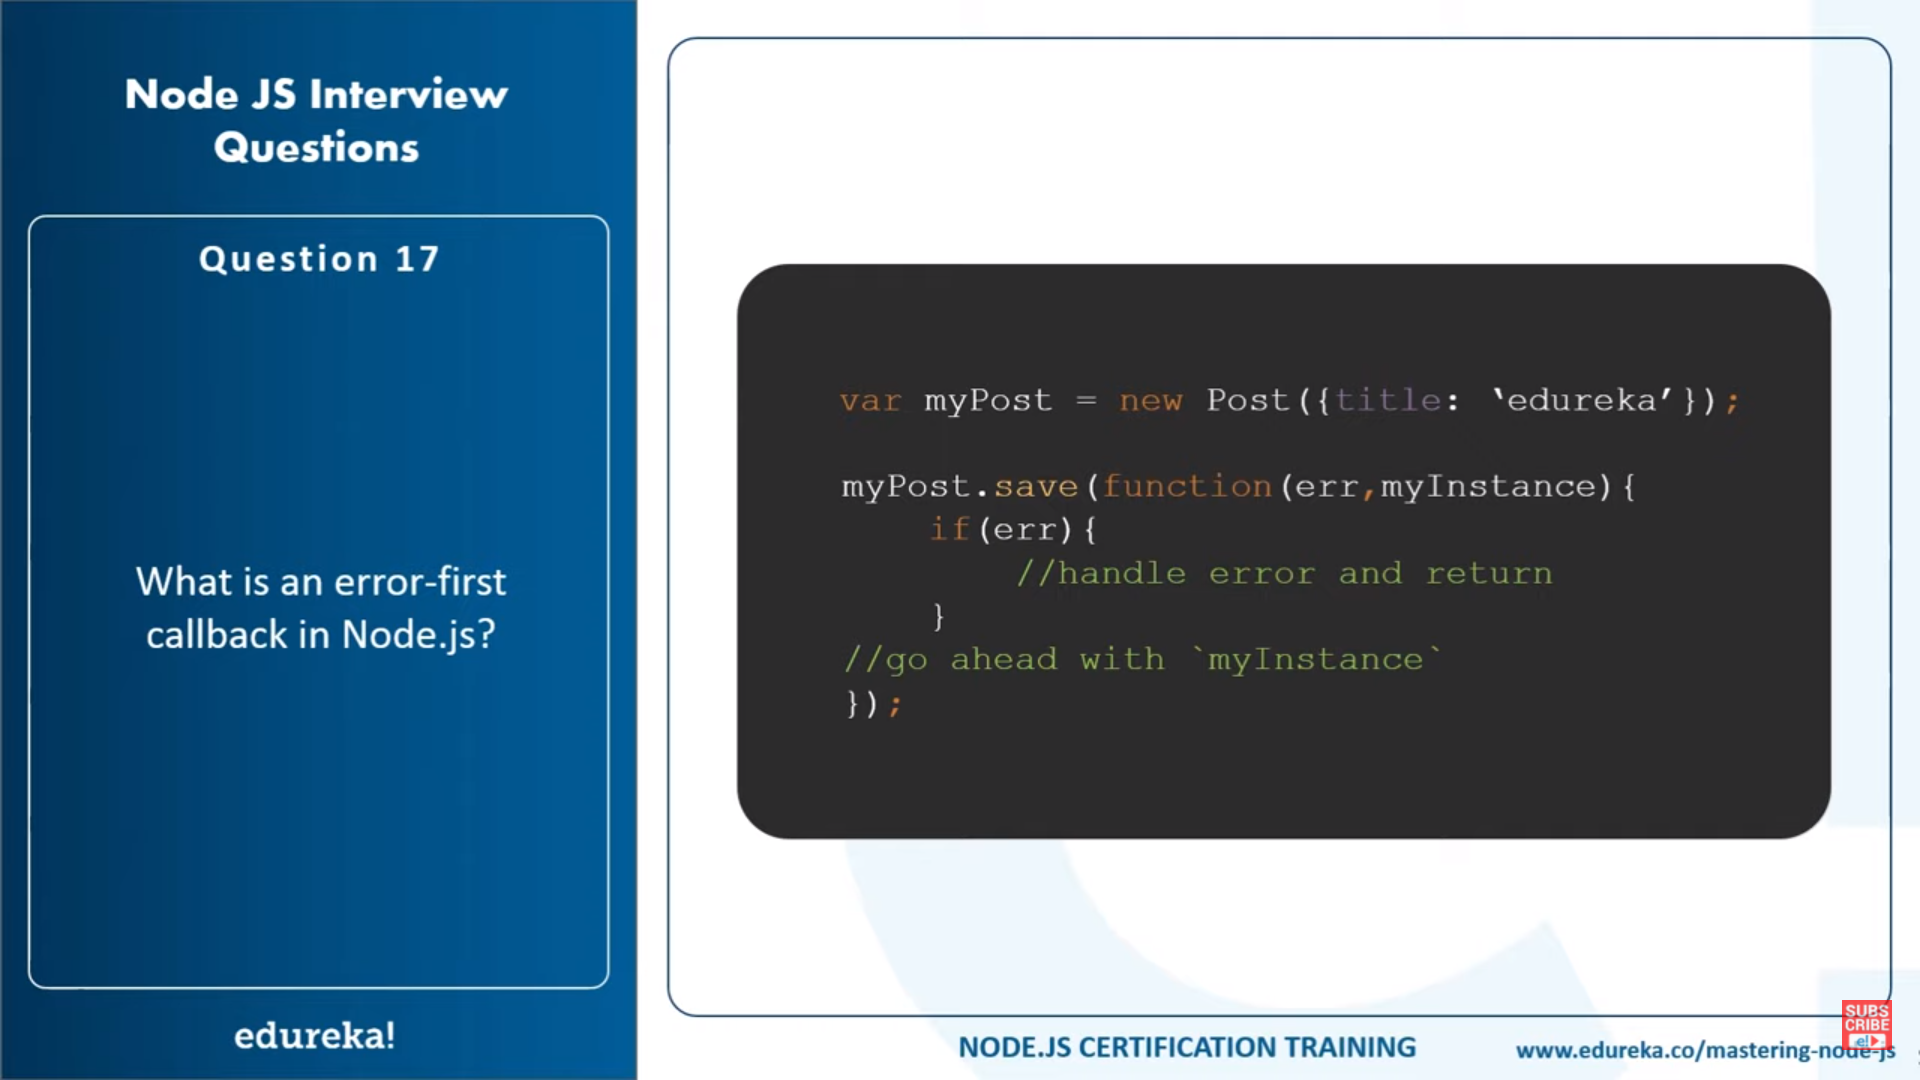 Node JS Interview
Questions
Question 17
What is an error-first
callback in Node.js?
edureka!
var myPost = new Post({title: ‘edureka’});
myPost.save(function(err,myInstance){
if(err){
//handle error and return
}
//go ahead with `myInstance`
});
NODE.JS CERTIFICATION TRAINING
www.edureka.co/mastering-node-js
SUBS
CRIBE
e!